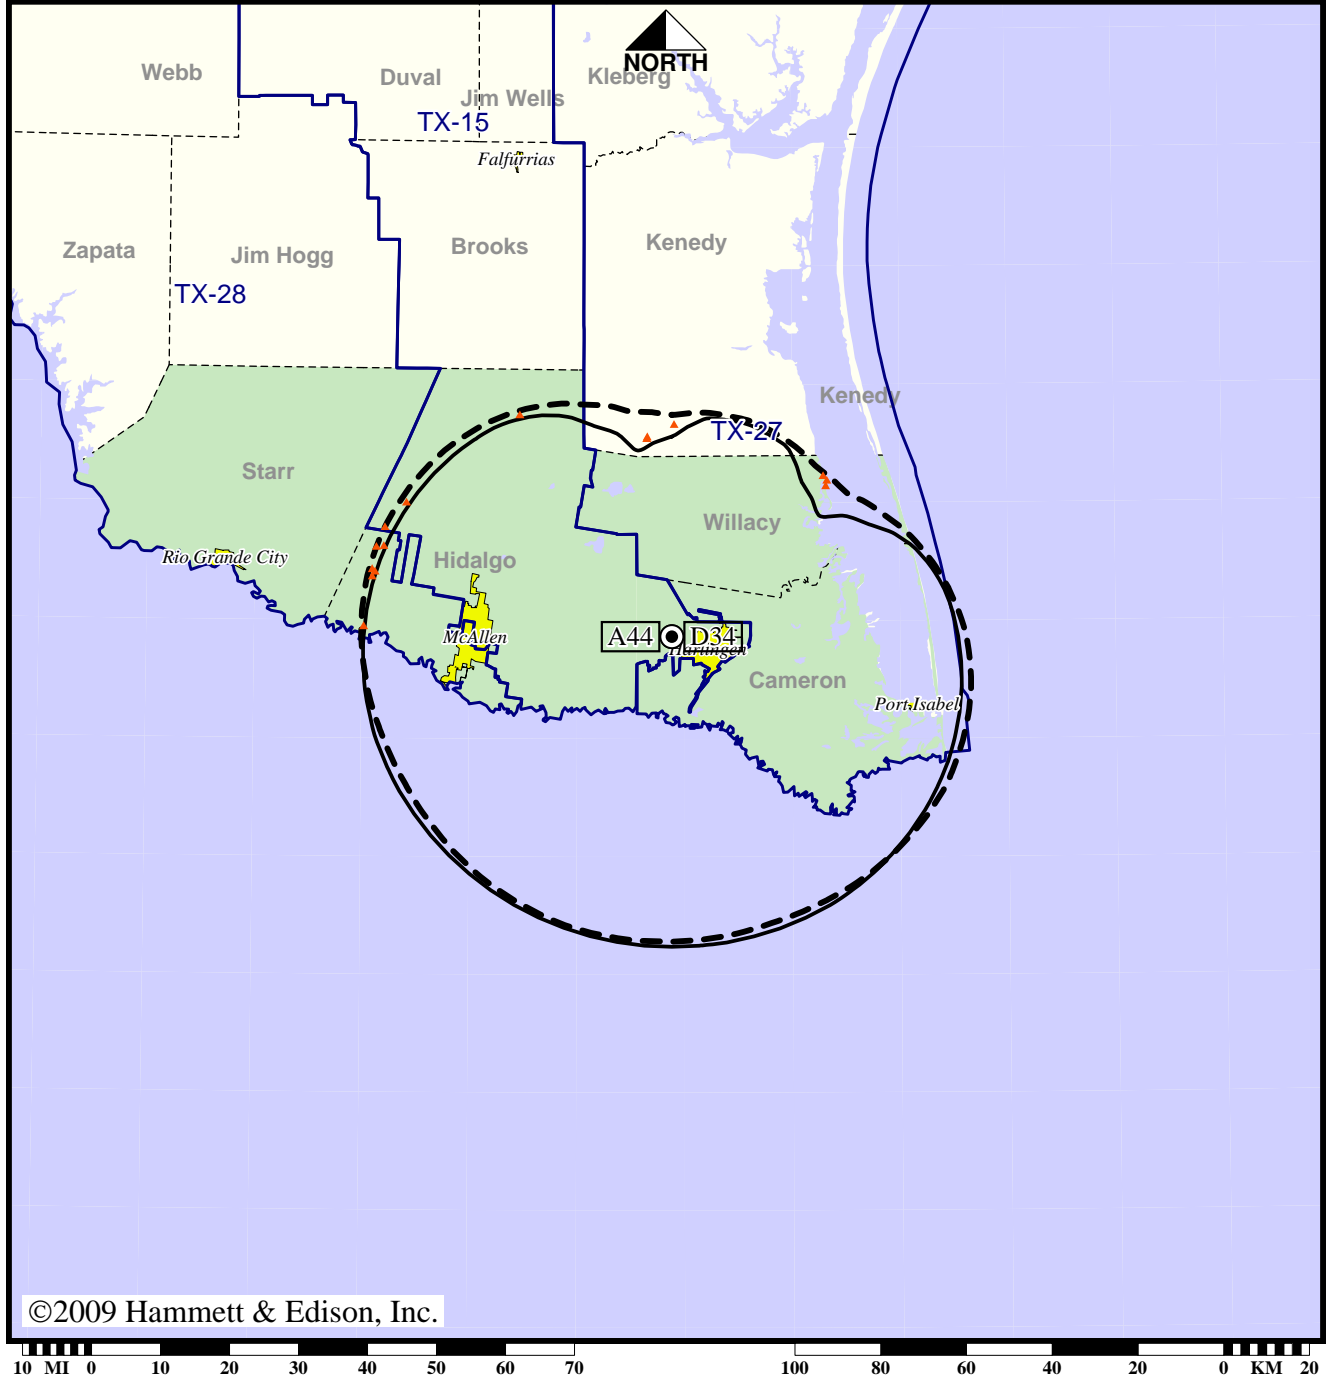 Webb
Duval
Kleberg
NORTH
Jim Wells
TX-15
Falfurrias
Zapata
Jim Hogg
Brooks
Kenedy
TX-28
Kenedy
TX-27
Starr
Willacy
Rio Grande City
Hidalgo
McAllen
A44
D34
Harlingen
Cameron
Port Isabel
©2009 Hammett & Edison, Inc.
10 MI 0 10 20 30 40 50 60 70
100 80 60 40 20 0 KM 20